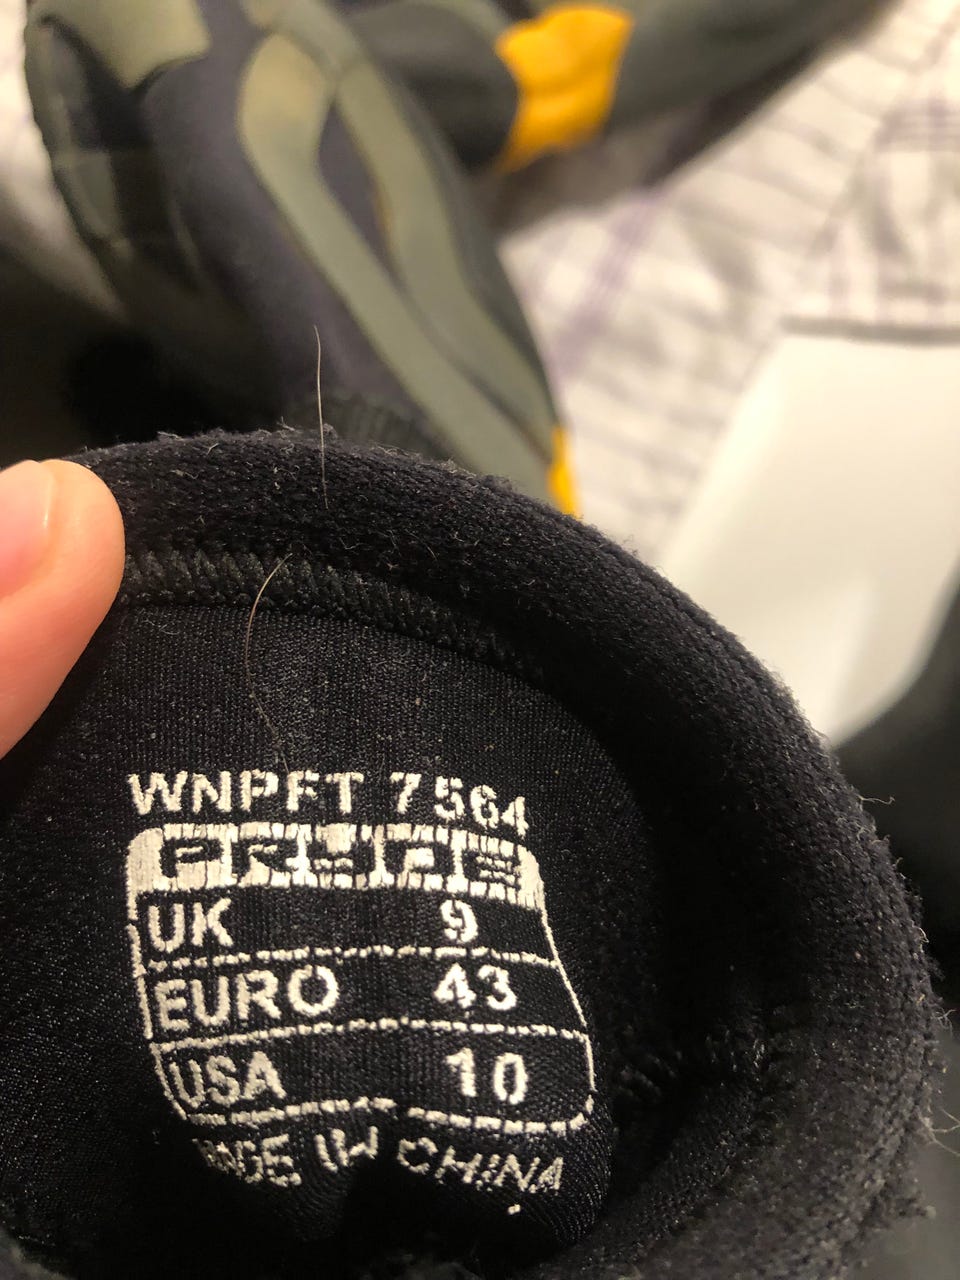 WNPFT 7564
UK 9
EURO 43
USA 10
MADE IN CHINA